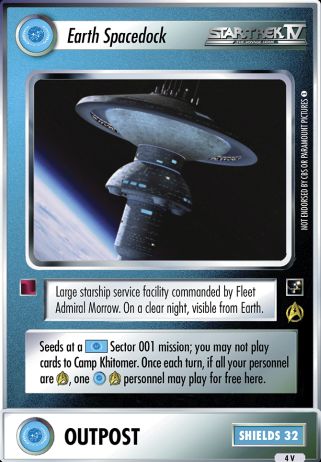 Earth Spacedock
STAR TREK IV
THE VOYAGE HOME
NOT ENDORSED BY CBS OR PARAMOUNT PICTURES
Large starship service facility commanded by Fleet
Admiral Morrow. On a clear night, visible from Earth.
Seeds at a Sector 001 mission; you may not play
cards to Camp Khitomer. Once each turn, if all your personnel
are , one personnel may play for free here.
OUTPOST
SHIELDS 32
4 V